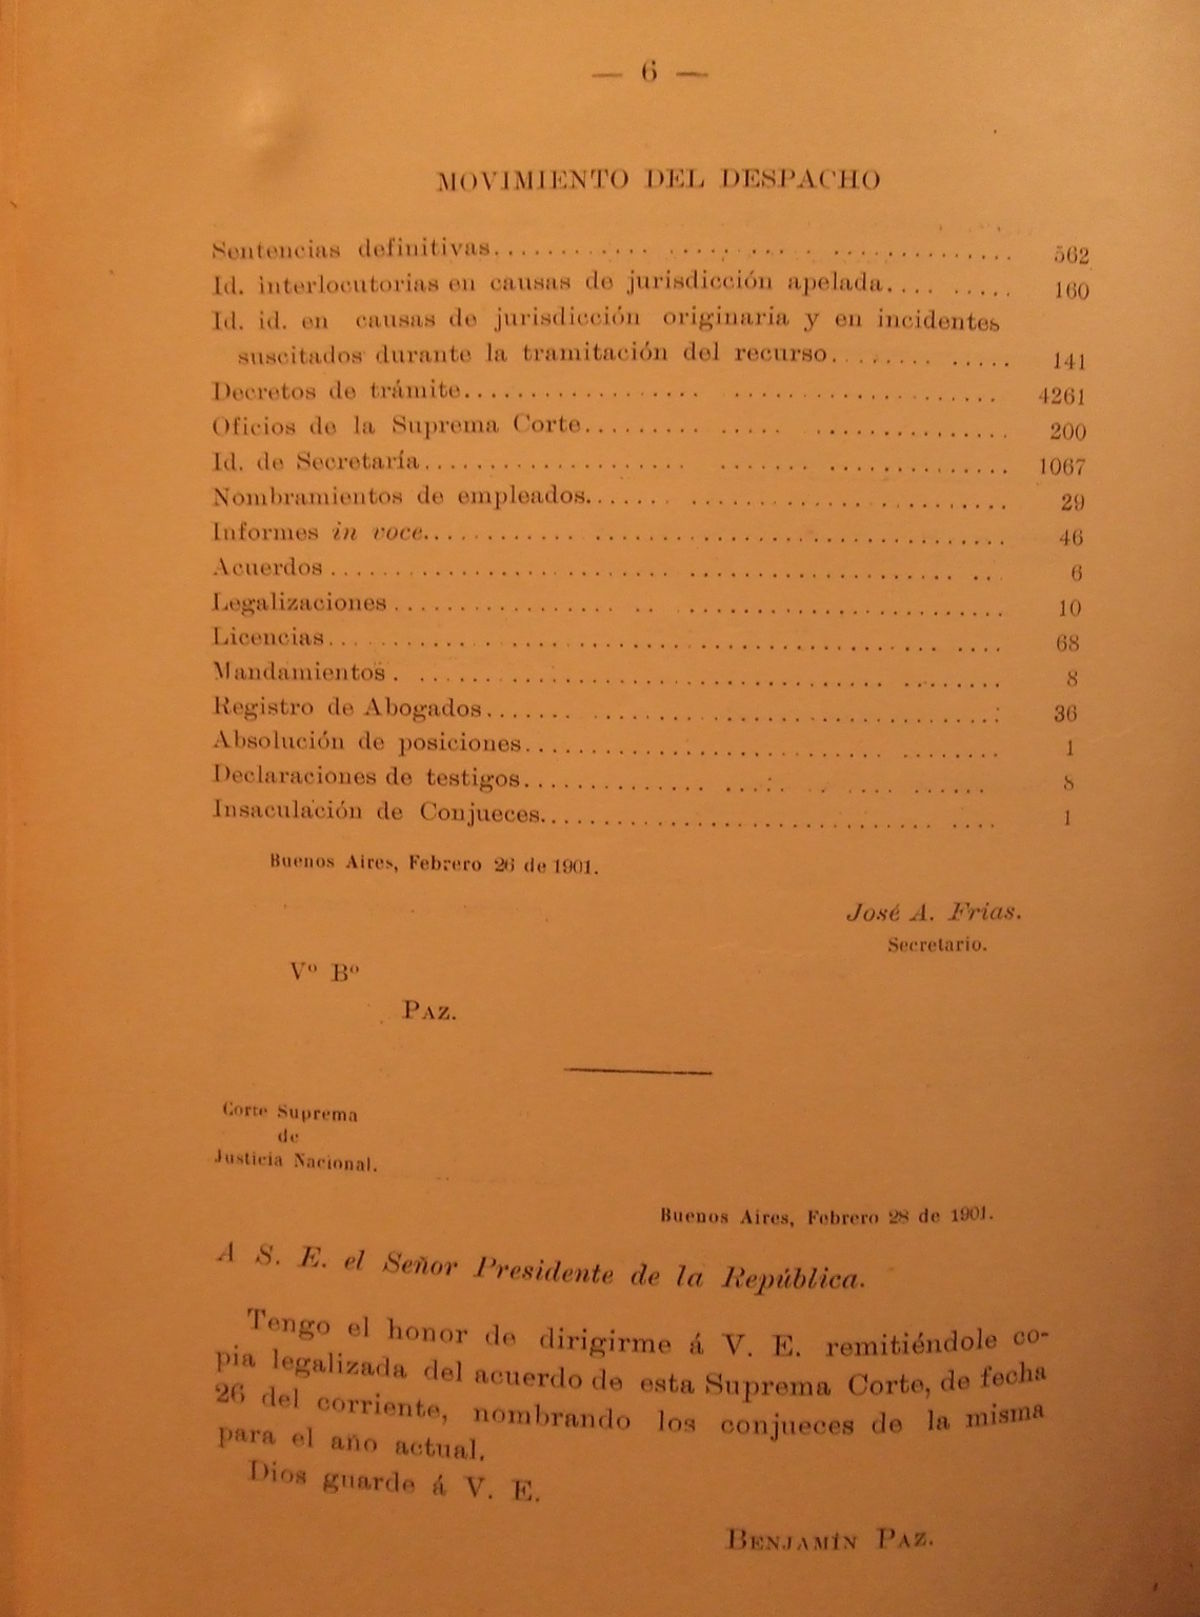 — 6 —
MOVIMIENTO DEL DESPACHO
Sentencias definitivas........ 562
Id. interlocutorias en causas de jurisdicción apelada........ 160
Id. id. en causas de jurisdicción originaria y en incidentes
suscitados durante la tramitación del recurso........ 141
Decretos de trámite........ 4261
Oficios de la Suprema Corte........ 200
Id. de Secretaría........ 1067
Nombramientos de empleados........ 29
Informes in voce........ 46
Acuerdos........ 6
Legalizaciones........ 10
Licencias........ 68
Mandamientos........ 8
Registro de Abogados........ 36
Absolución de posiciones........ 1
Declaraciones de testigos........ 8
Insaculación de Conjueces........ 1
Buenos Aires, Febrero 26 de 1901.
José A. Frias.
Secretario.
Vº Bº
PAZ.
Corte Suprema
de
Justicia Nacional.
Buenos Aires, Febrero 28 de 1901.
A S. E. el Señor Presidente de la República.
Tengo el honor de dirigirme á V. E. remitiéndole co-
pia legalizada del acuerdo de esta Suprema Corte, de fecha
26 del corriente, nombrando los conjueces de la misma
para el año actual.
Dios guarde á V. E.
BENJAMÍN PAZ.